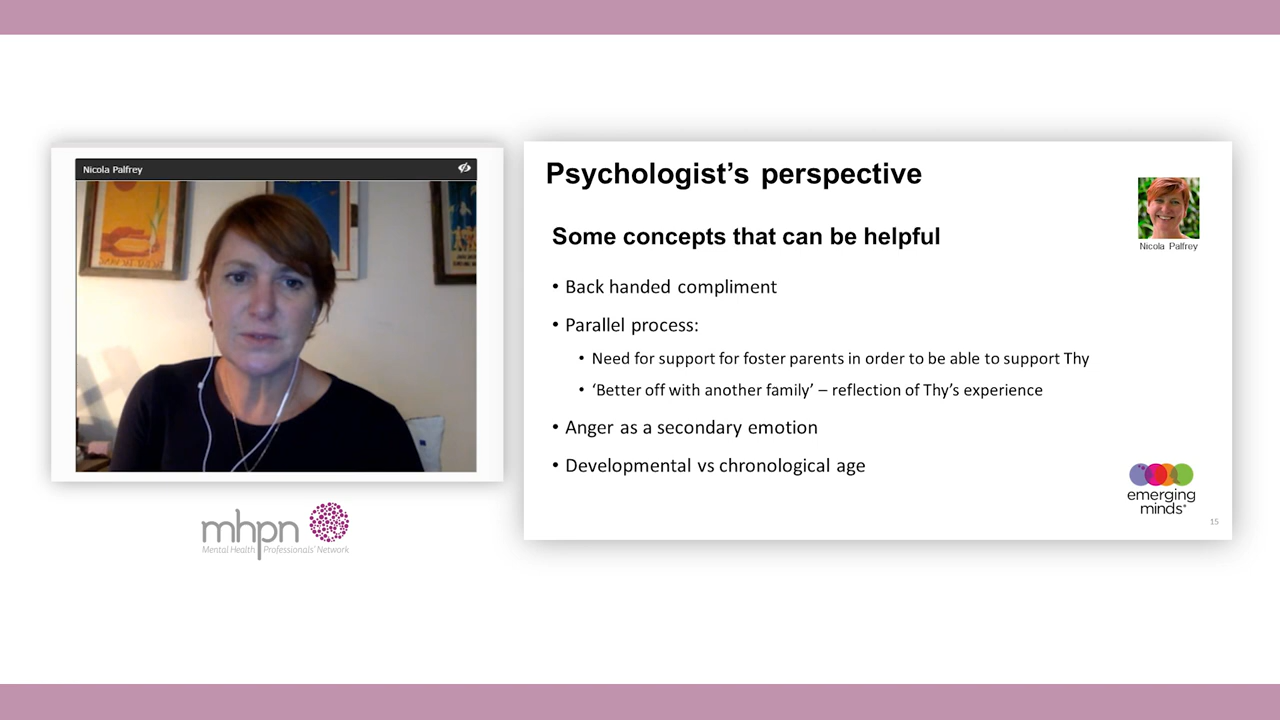 Nicola Palfrey
mhpn
Mental Health Professionals' Network
Psychologist’s perspective
Nicola Palfrey
Some concepts that can be helpful
• Back handed compliment
• Parallel process:
• Need for support for foster parents in order to be able to support Thy
• ‘Better off with another family’ – reflection of Thy’s experience
• Anger as a secondary emotion
• Developmental vs chronological age
emerging
minds®
15